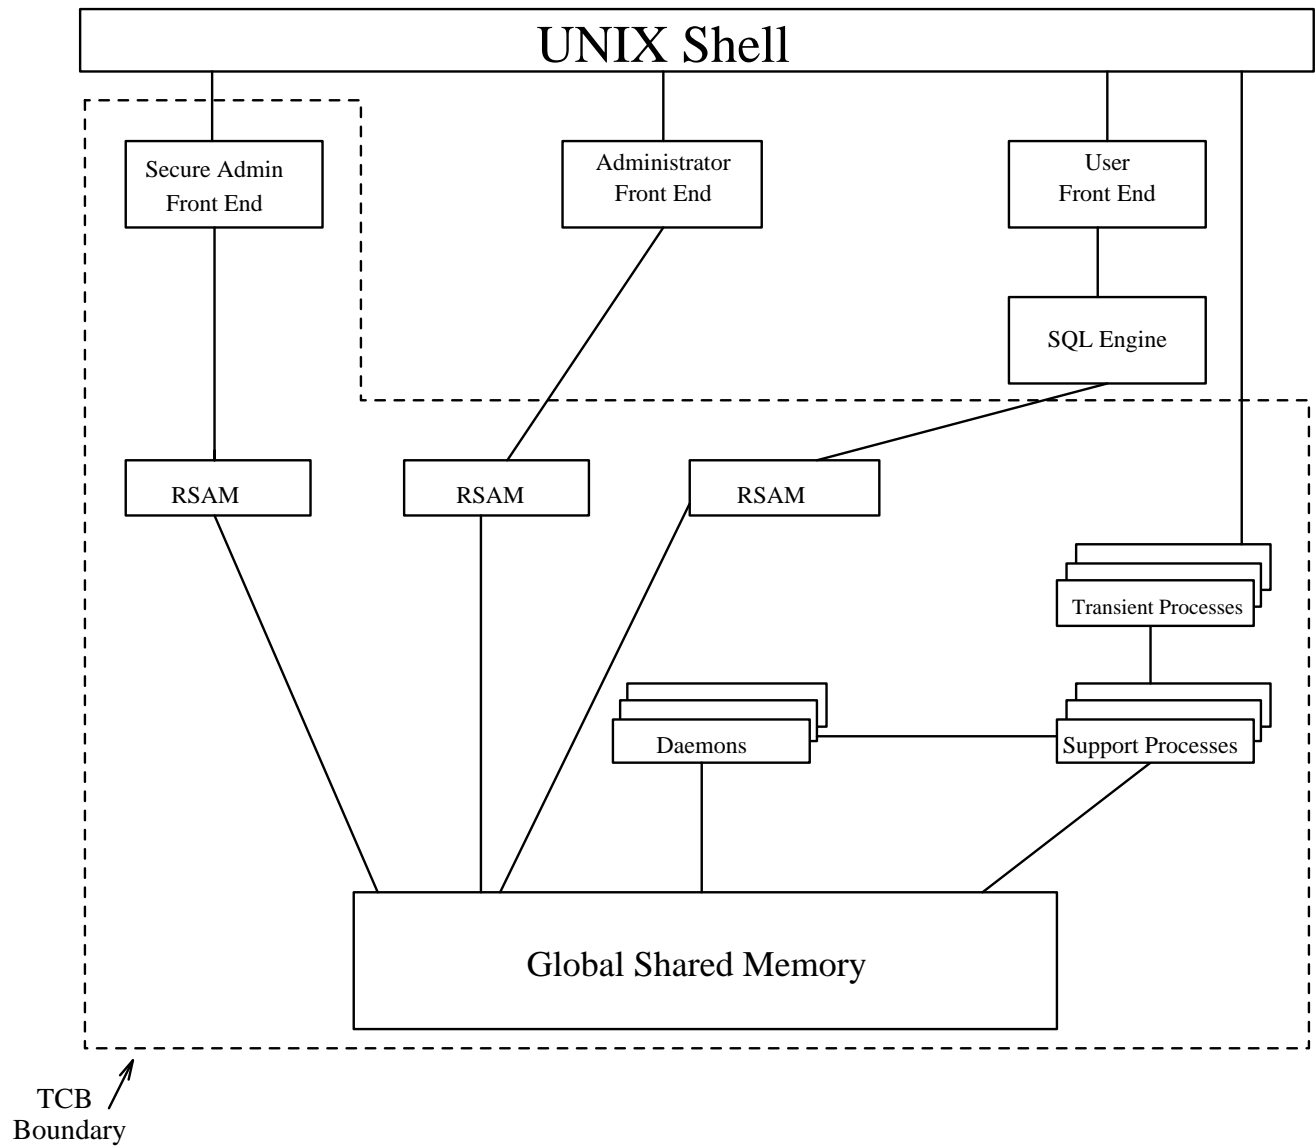 UNIX Shell
Secure Admin
Front End
Administrator
Front End
User
Front End
SQL Engine
RSAM
RSAM
RSAM
Transient Processes
Daemons
Support Processes
Global Shared Memory
TCB
Boundary